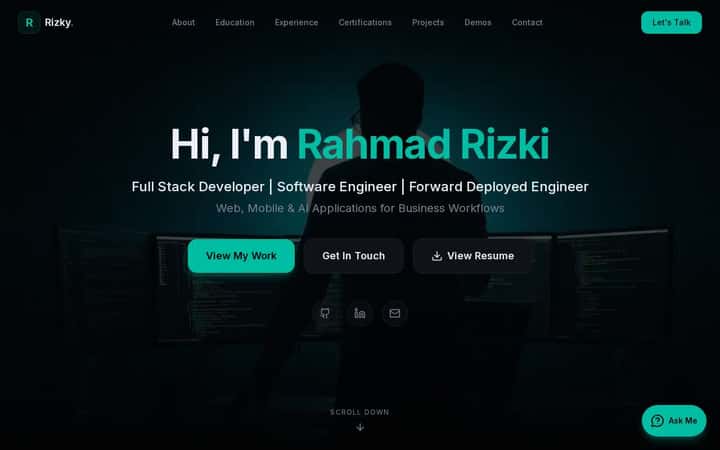 R Rizky.
About Education Experience Certifications Projects Demos Contact
Let's Talk
Hi, I'm Rahmad Rizki
Full Stack Developer | Software Engineer | Forward Deployed Engineer
Web, Mobile & AI Applications for Business Workflows
View My Work
Get In Touch
View Resume
SCROLL DOWN
Ask Me